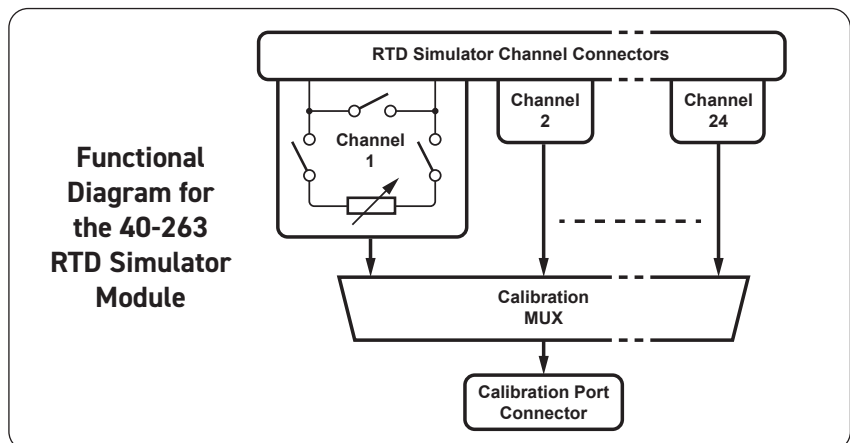 RTD Simulator Channel Connectors
Channel
1
Channel
2
Channel
24
Functional
Diagram for
the 40-263
RTD Simulator
Module
Calibration
MUX
Calibration Port
Connector